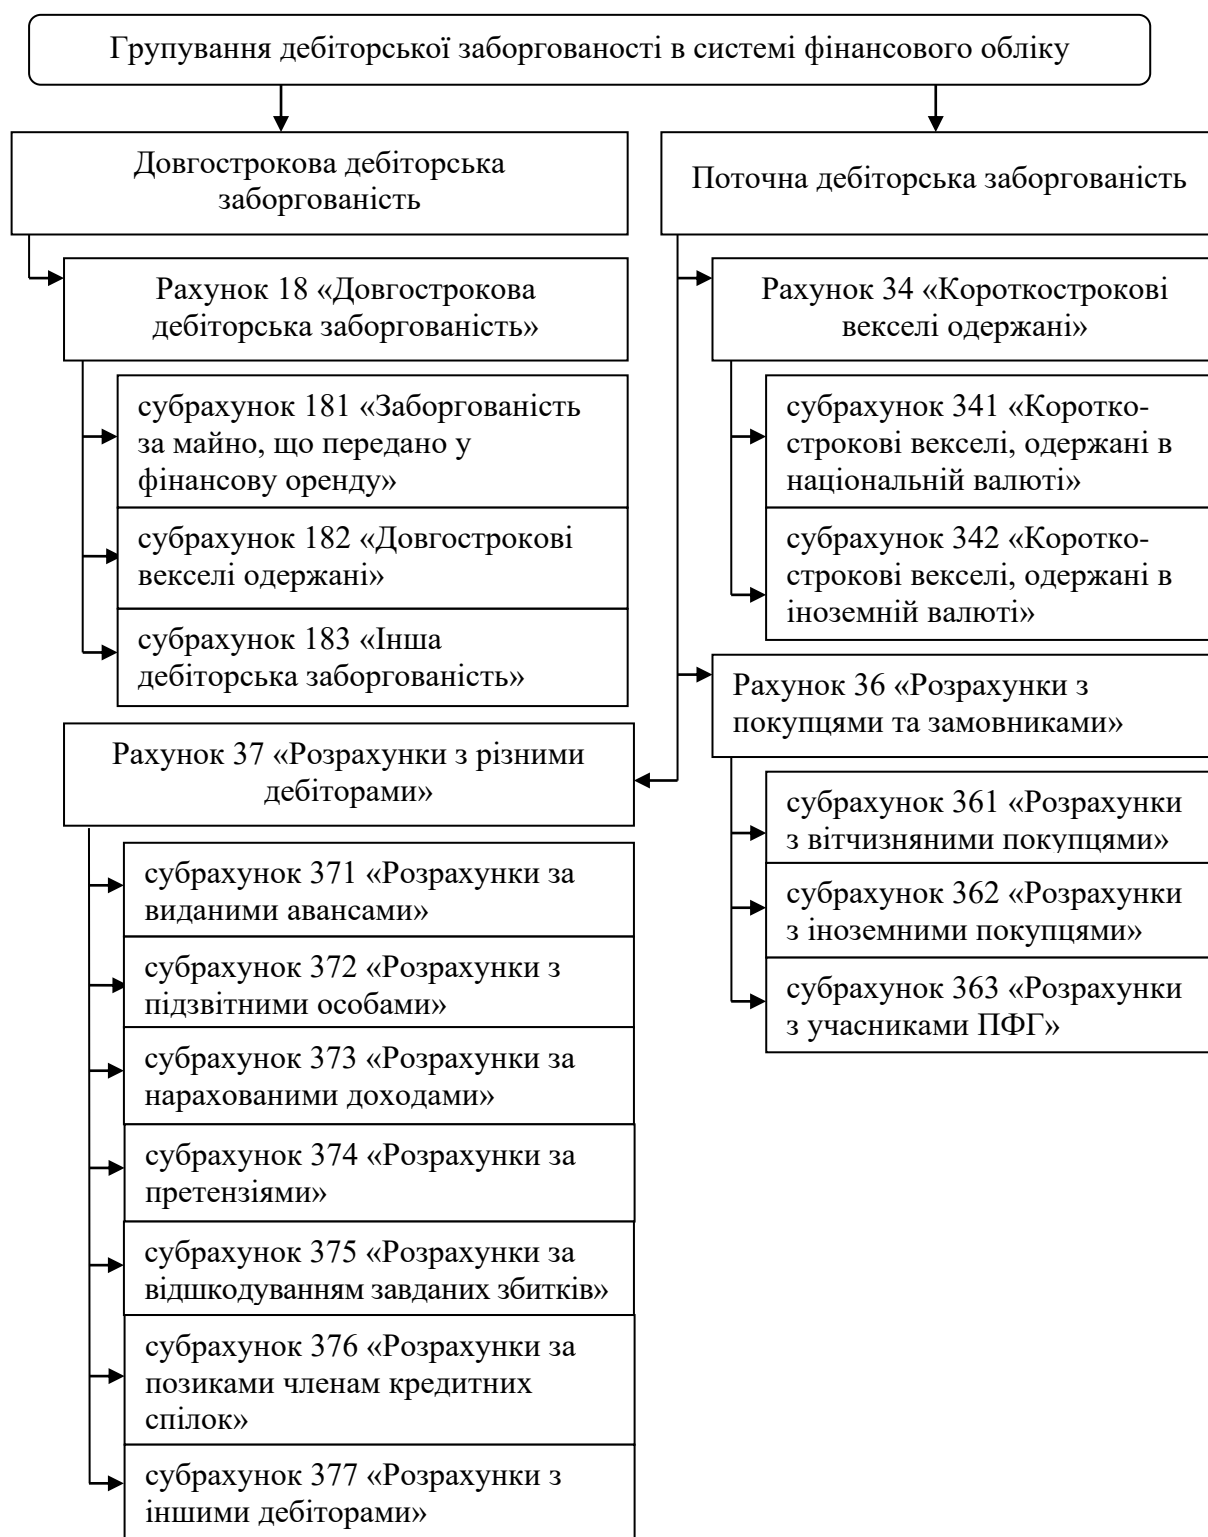 Групування дебіторської заборгованості в системі фінансового обліку
Довгострокова дебіторська
заборгованість
Рахунок 18 «Довгострокова
дебіторська заборгованість»
субрахунок 181 «Заборгованість
за майно, що передано у
фінансову оренду»
субрахунок 182 «Довгострокові
векселі одержані»
субрахунок 183 «Інша
дебіторська заборгованість»
Поточна дебіторська заборгованість
Рахунок 34 «Короткострокові
векселі одержані»
субрахунок 341 «Коротко-
строкові векселі, одержані в
національній валюті»
субрахунок 342 «Коротко-
строкові векселі, одержані в
іноземній валюті»
Рахунок 36 «Розрахунки з
покупцями та замовниками»
субрахунок 361 «Розрахунки
з вітчизняними покупцями»
субрахунок 362 «Розрахунки
з іноземними покупцями»
субрахунок 363 «Розрахунки
з учасниками ПФГ»
Рахунок 37 «Розрахунки з різними
дебіторами»
субрахунок 371 «Розрахунки за
виданими авансами»
субрахунок 372 «Розрахунки з
підзвітними особами»
субрахунок 373 «Розрахунки за
нарахованими доходами»
субрахунок 374 «Розрахунки за
претензіями»
субрахунок 375 «Розрахунки за
відшкодуванням завданих збитків»
субрахунок 376 «Розрахунки за
позиками членам кредитних
спілок»
субрахунок 377 «Розрахунки з
іншими дебіторами»